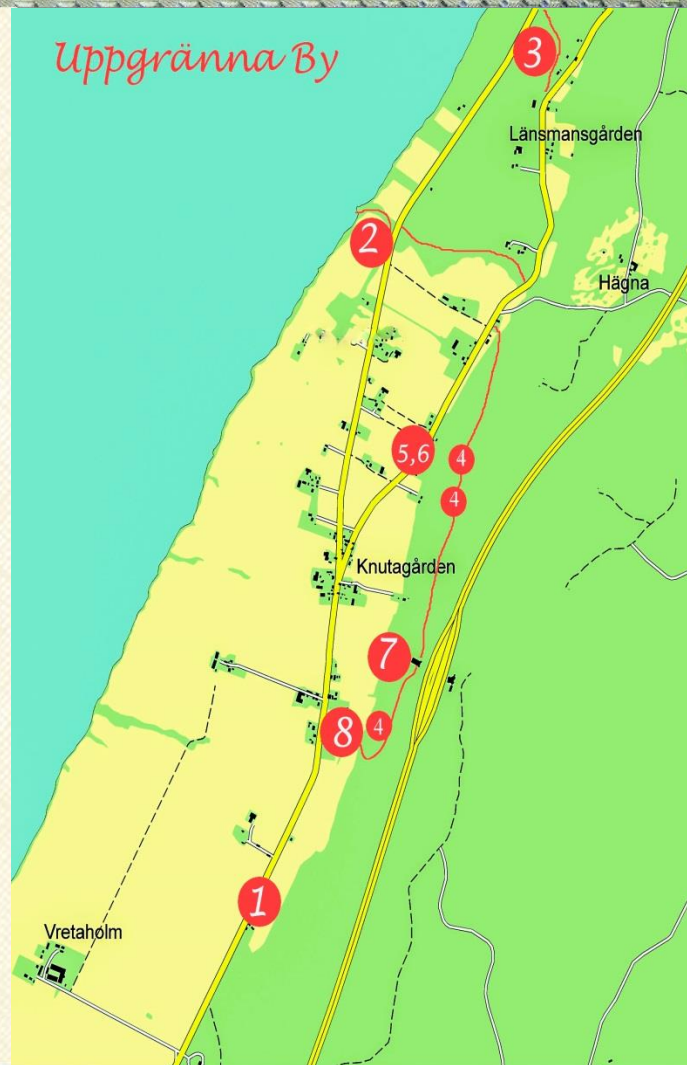 Uppgränna By
3
Länsmansgården
2
Hägna
5,6
4
4
Knutagården
7
4
8
1
Vretaholm